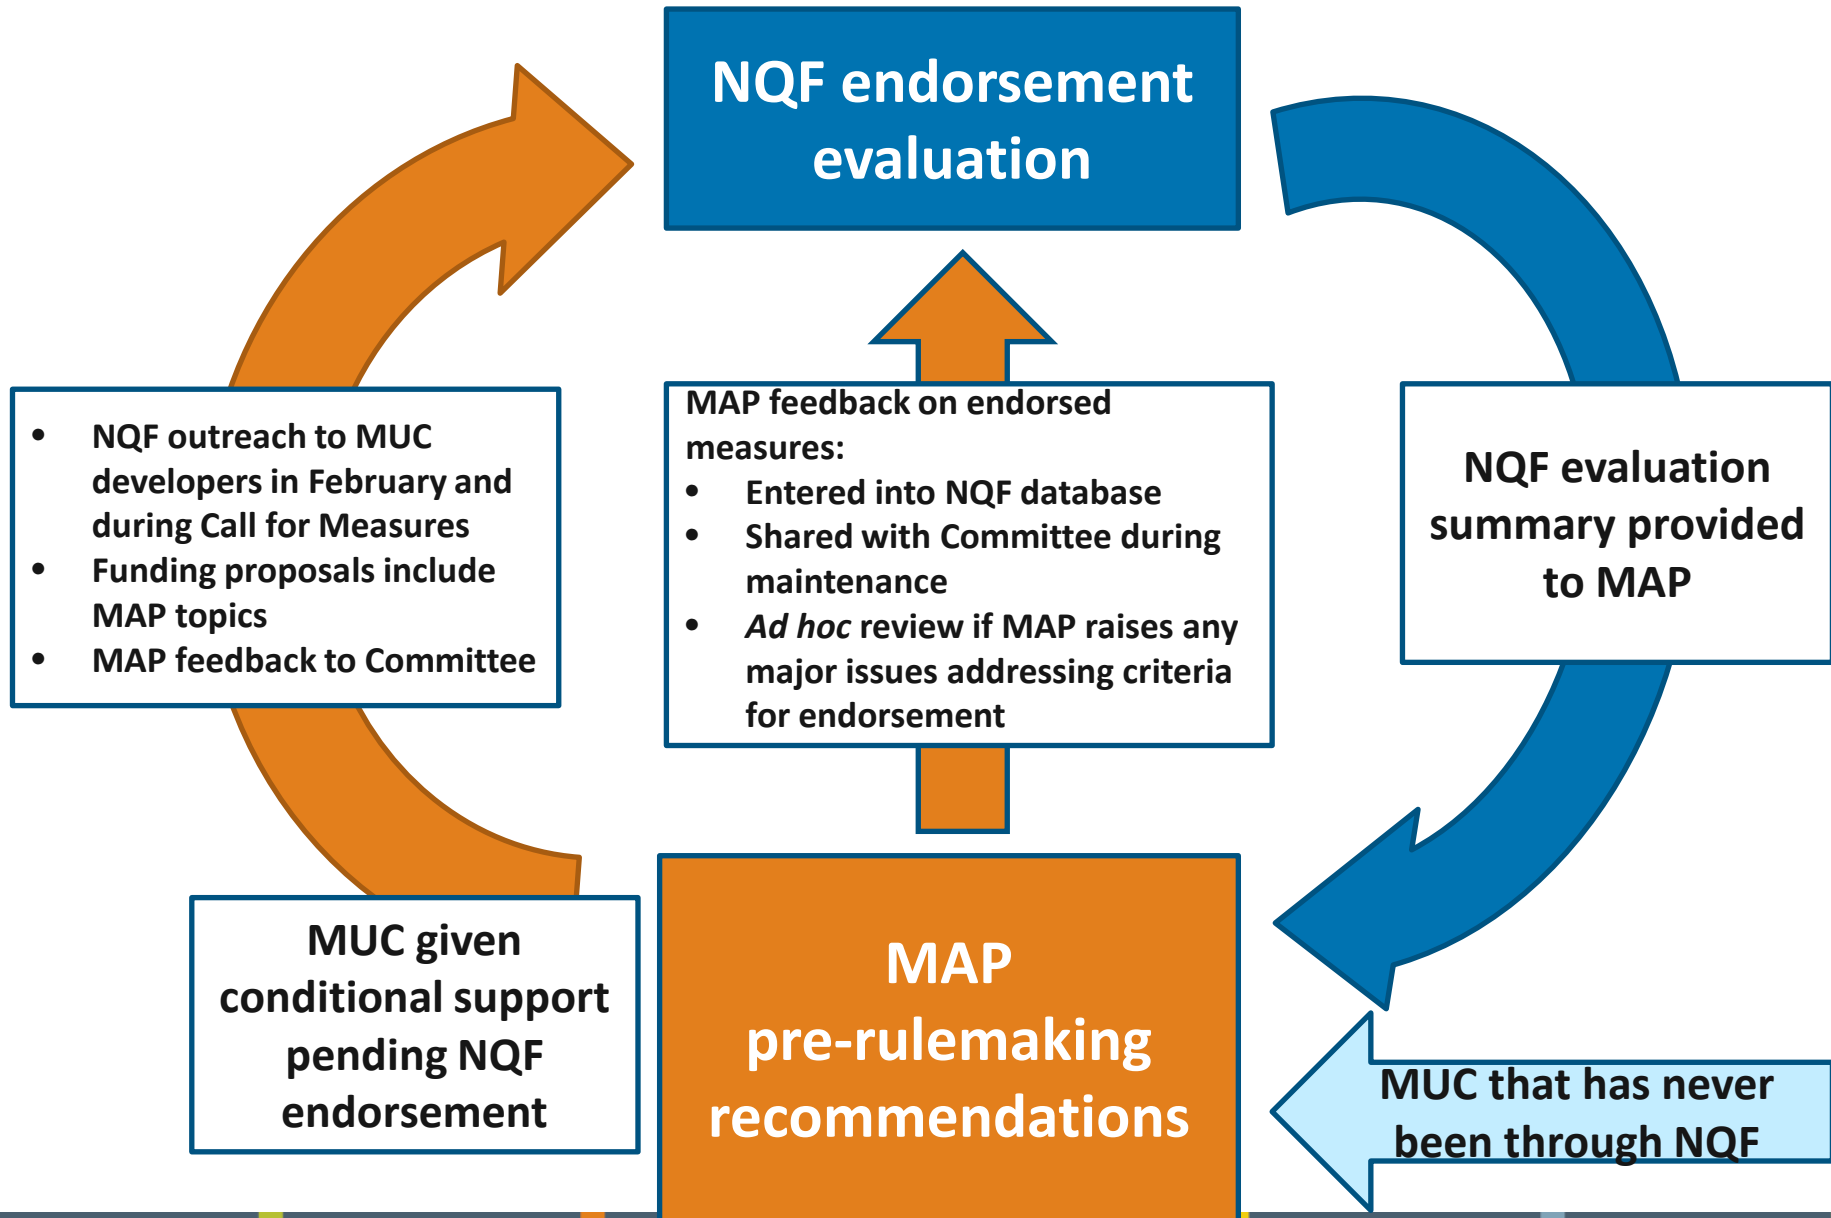 NQF endorsement
evaluation
• NQF outreach to MUC
developers in February and
during Call for Measures
• Funding proposals include
MAP topics
• MAP feedback to Committee
MAP feedback on endorsed
measures:
• Entered into NQF database
• Shared with Committee during
maintenance
• Ad hoc review if MAP raises any
major issues addressing criteria
for endorsement
NQF evaluation
summary provided
to MAP
MUC given
conditional support
pending NQF
endorsement
MAP
pre-rulemaking
recommendations
MUC that has never
been through NQF